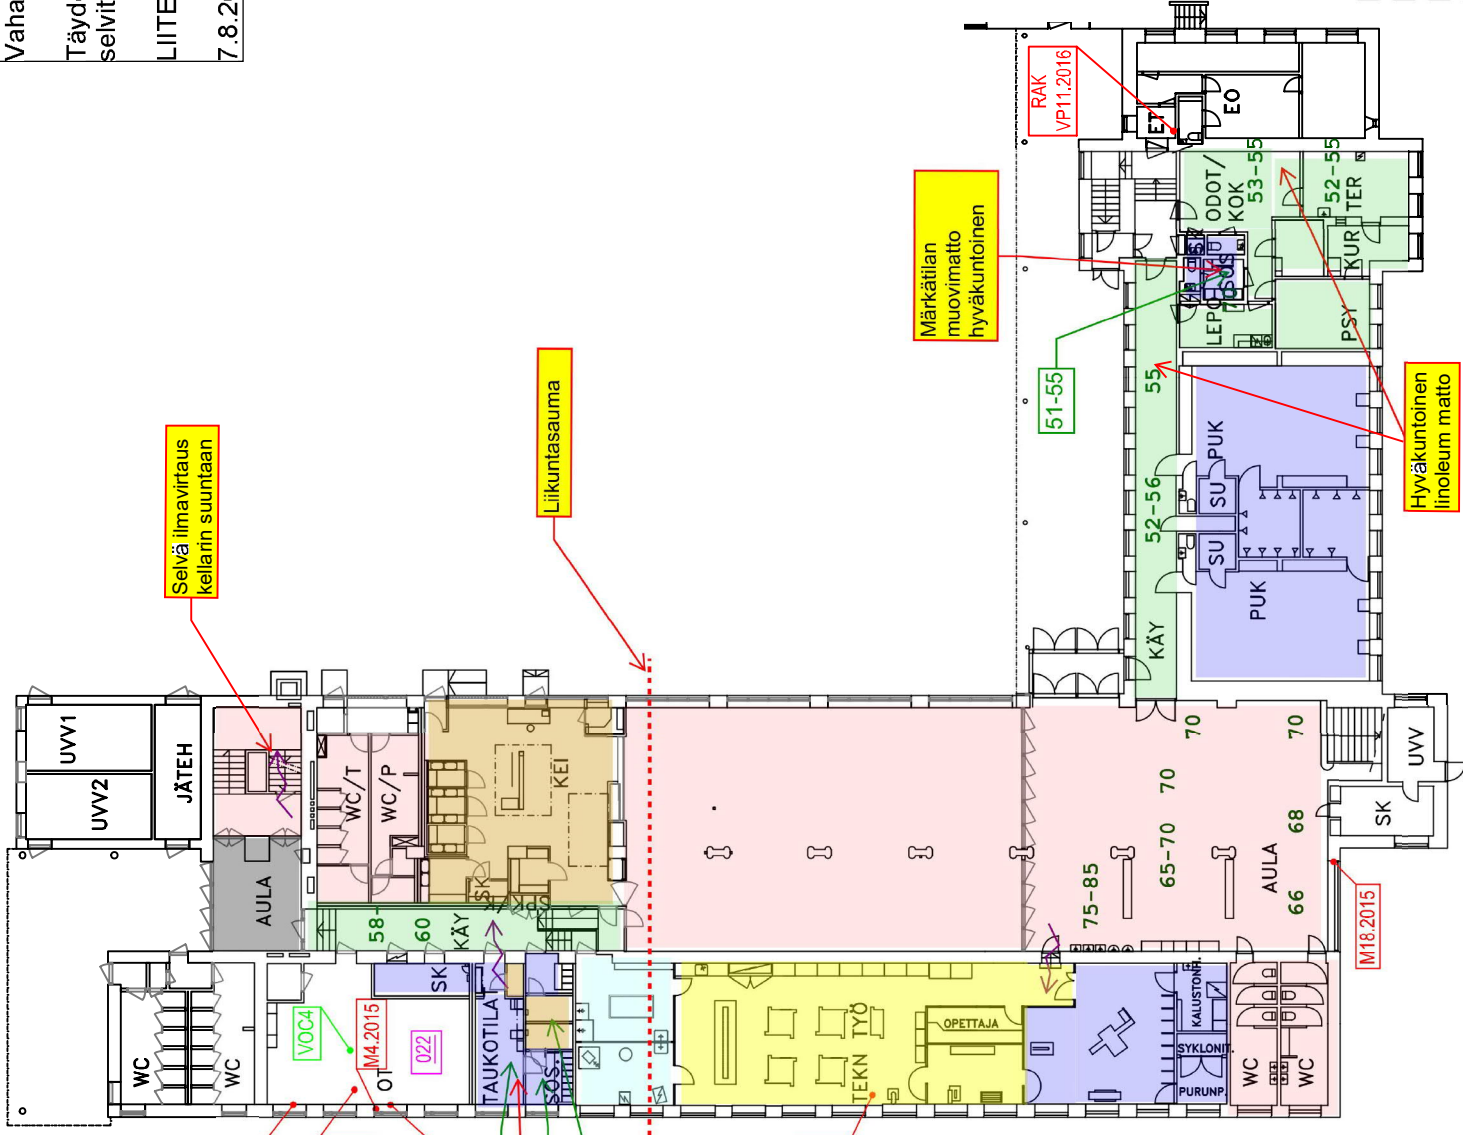 Vaha
Täyd
selvit
LIITE
7.8.2
RAK
VP11.2016
ET
EO
Märkätilan
muovimatto
hyväkuntoinen
ODOT/
KOK
53-55
52-55
TER
KUR
PSY
LEPO
51-55
Hyväkuntoinen
linoleum matto
55
52-56
KÄY
PUK
SU
SU
PUK
Selvä ilmavirtaus
kellarin suuntaan
Liikuntasauma
UVV1
UVV2
JÄTEH
WC/T
WC/P
KEI
SK
AULA
58-
60
KÄY
70
70
70
65-70
68
75-85
66
AULA
UVV
SK
M18.2015
WC
WC
VOC4
M4.2015
022
OT
SK
TAUKOTILA
SOS.
TEKN TYÖ
OPETTAJA
KALUSTONH.
SYKLONIT.
PURUNP.
WC
WC